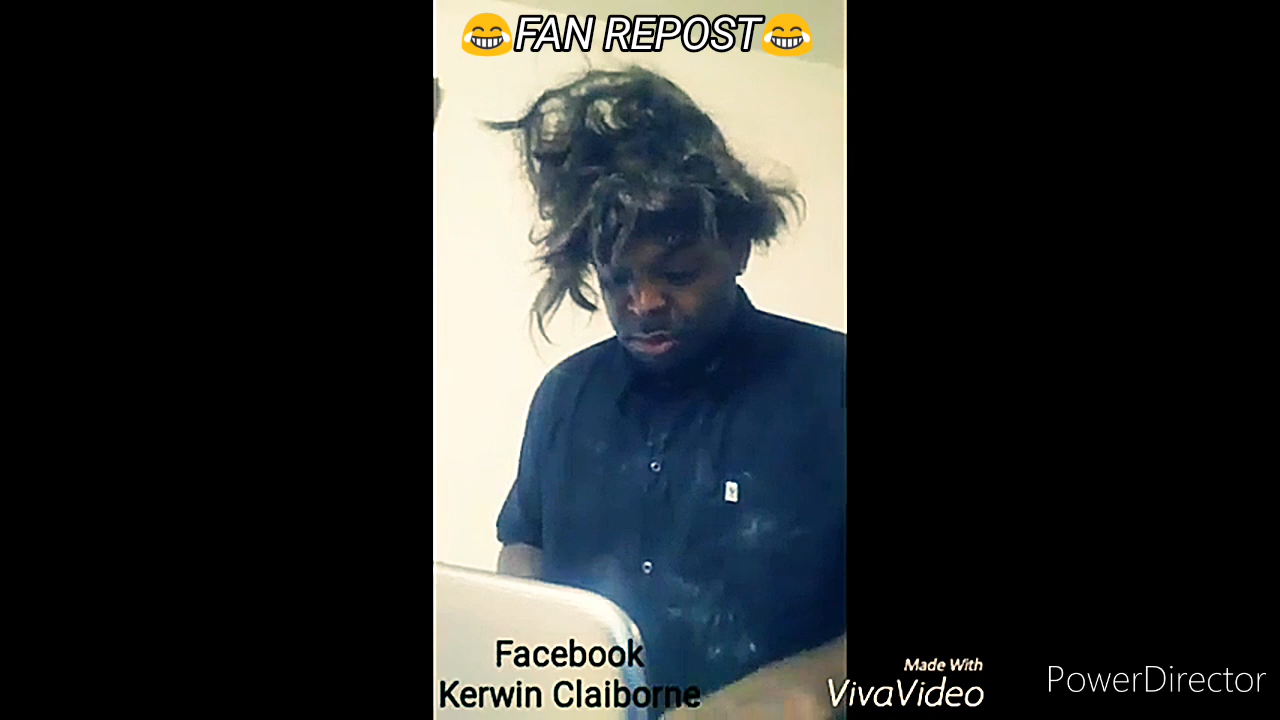 😂FAN REPOST😂
Facebook
Kerwin Claiborne
Made With
VivaVideo
PowerDirector